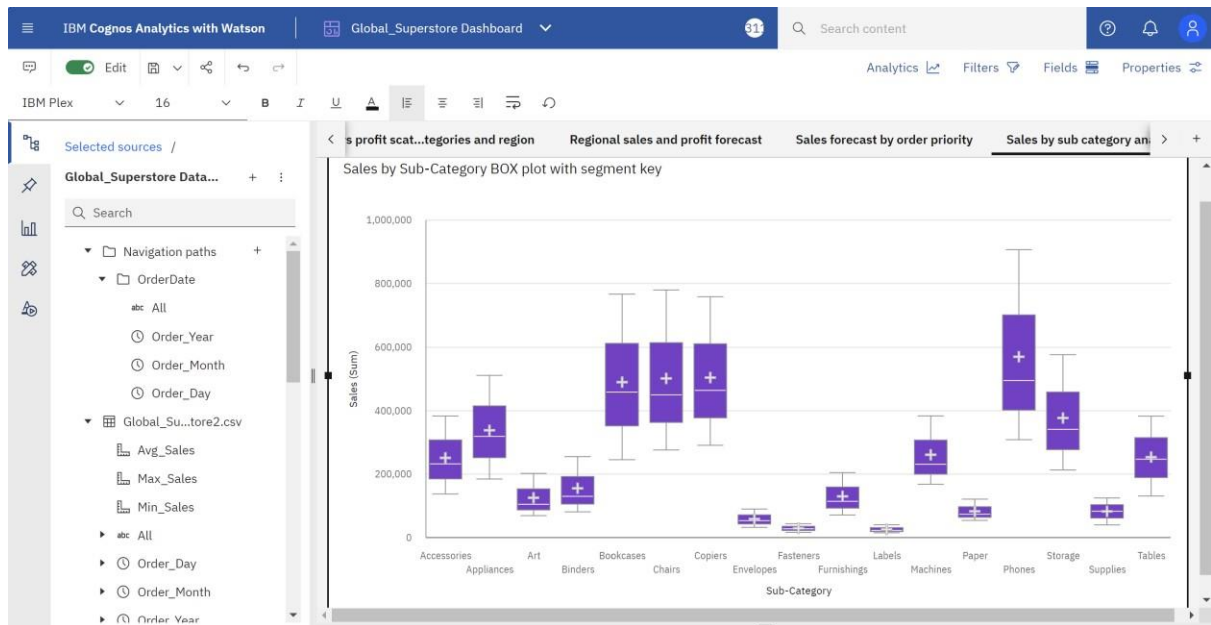 IBM Cognos Analytics with Watson
Global_Superstore Dashboard
311
Search content
Edit
Analytics
Filters
Fields
Properties
IBM Plex
16
B
I
U
A
Selected sources /
Global_Superstore Data...
Search
Navigation paths
OrderDate
abc All
Order_Year
Order_Month
Order_Day
Global_Su...tore2.csv
Avg_Sales
Max_Sales
Min_Sales
abc All
Order_Day
Order_Month
Order_Year
s profit scat...tegories and region
Regional sales and profit forecast
Sales forecast by order priority
Sales by sub category an
Sales by Sub-Category BOX plot with segment key
1,000,000
800,000
600,000
400,000
200,000
0
Sales (Sum)
Accessories Art Bookcases Copiers Fasteners Labels Paper Storage Tables
Appliances Binders Chairs Envelopes Furnishings Machines Phones Supplies
Sub-Category